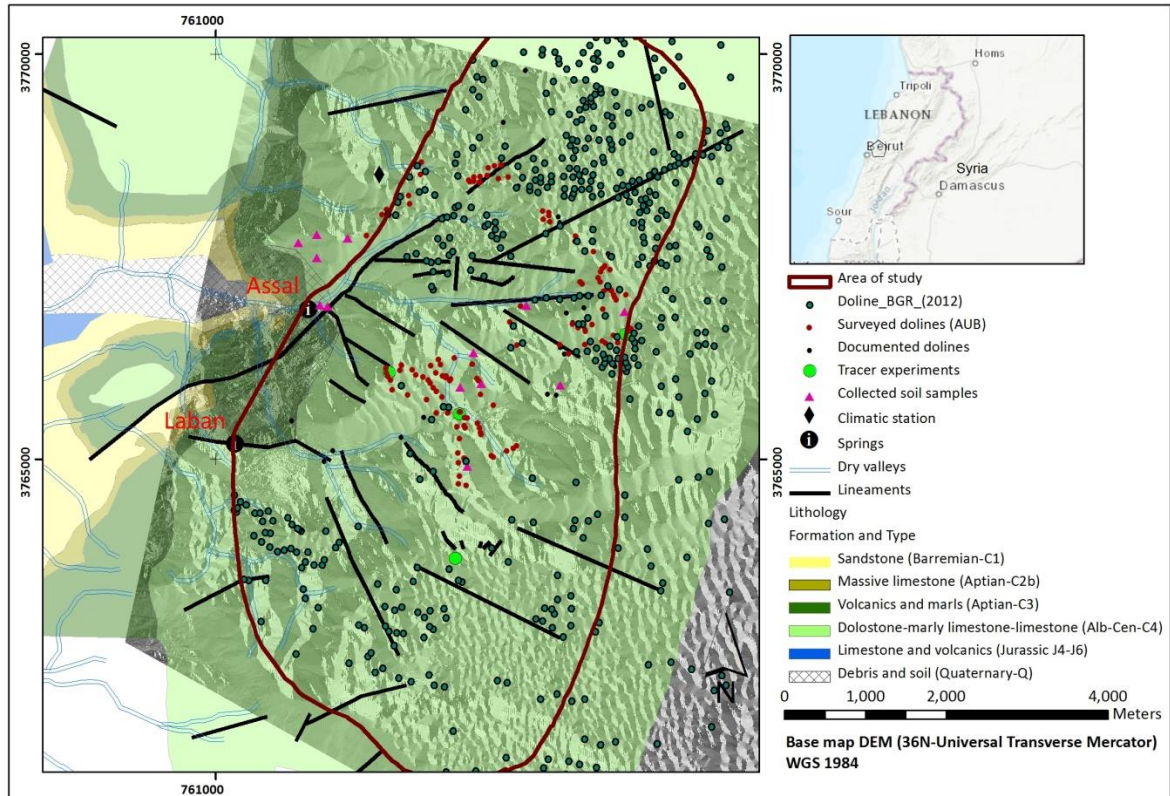 761000
3770000
3770000
3765000
3765000
Assal
Laban
i
i
N
761000
Homs
Tripoli
LEBANON
Beirut
Syria
Damascus
Sour
Jordan
Area of study
Doline_BGR_(2012)
Surveyed dolines (AUB)
Documented dolines
Tracer experiments
Collected soil samples
Climatic station
i Springs
Dry valleys
Lineaments
Lithology
Formation and Type
Sandstone (Barremian-C1)
Massive limestone (Aptian-C2b)
Volcanics and marls (Aptian-C3)
Dolostone-marly limestone-limestone (Alb-Cen-C4)
Limestone and volcanics (Jurassic J4-J6)
Debris and soil (Quaternary-Q)
0 1,000 2,000 4,000
Meters
Base map DEM (36N-Universal Transverse Mercator)
WGS 1984